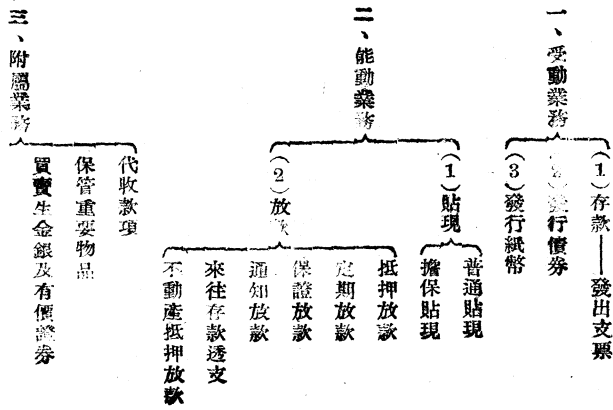 一、受動業務
(1)存款——發出支票
(2)發行債券
(3)發行紙幣
二、能動業務
(1)貼現
普通貼現
擔保貼現
(2)放款
抵押放款
定期放款
保證放款
通知放款
來往存款透支
不動產抵押放款
三、附屬業務
代收款項
保管重要物品
買賣生金銀及有價證券